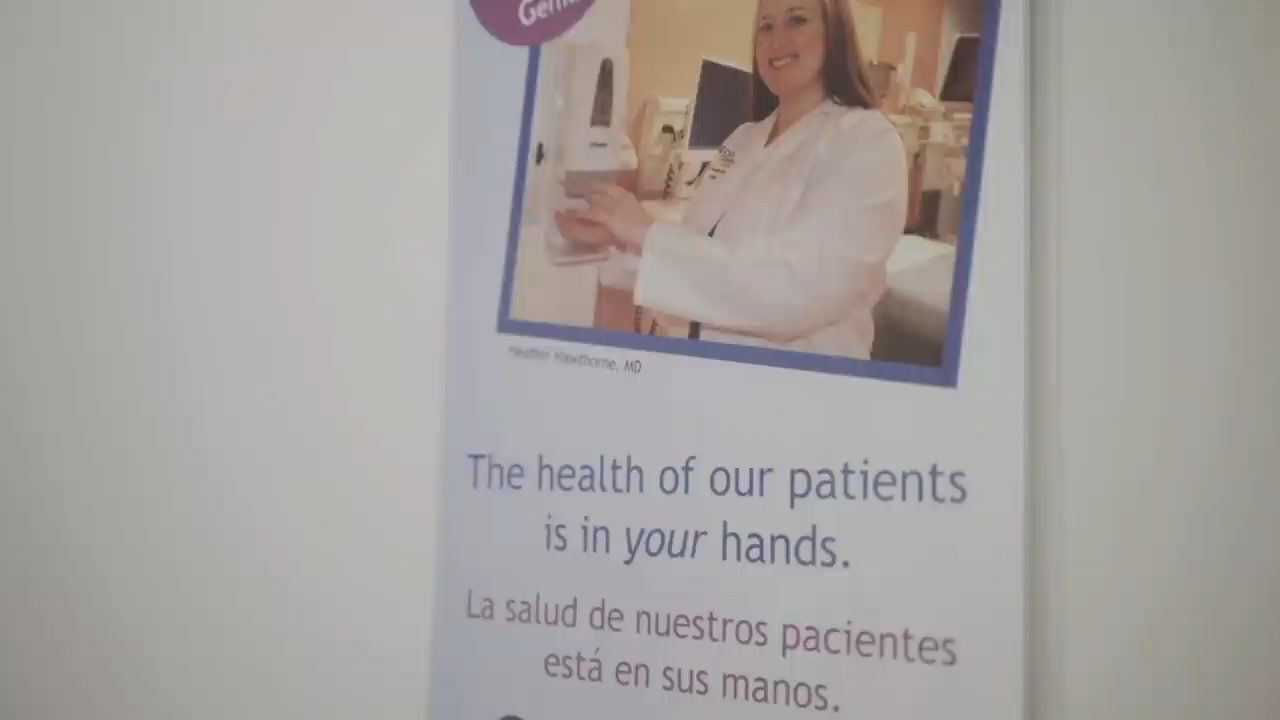 Heather Hawthorne, MD
The health of our patients
is in your hands.
La salud de nuestros pacientes
está en sus manos.